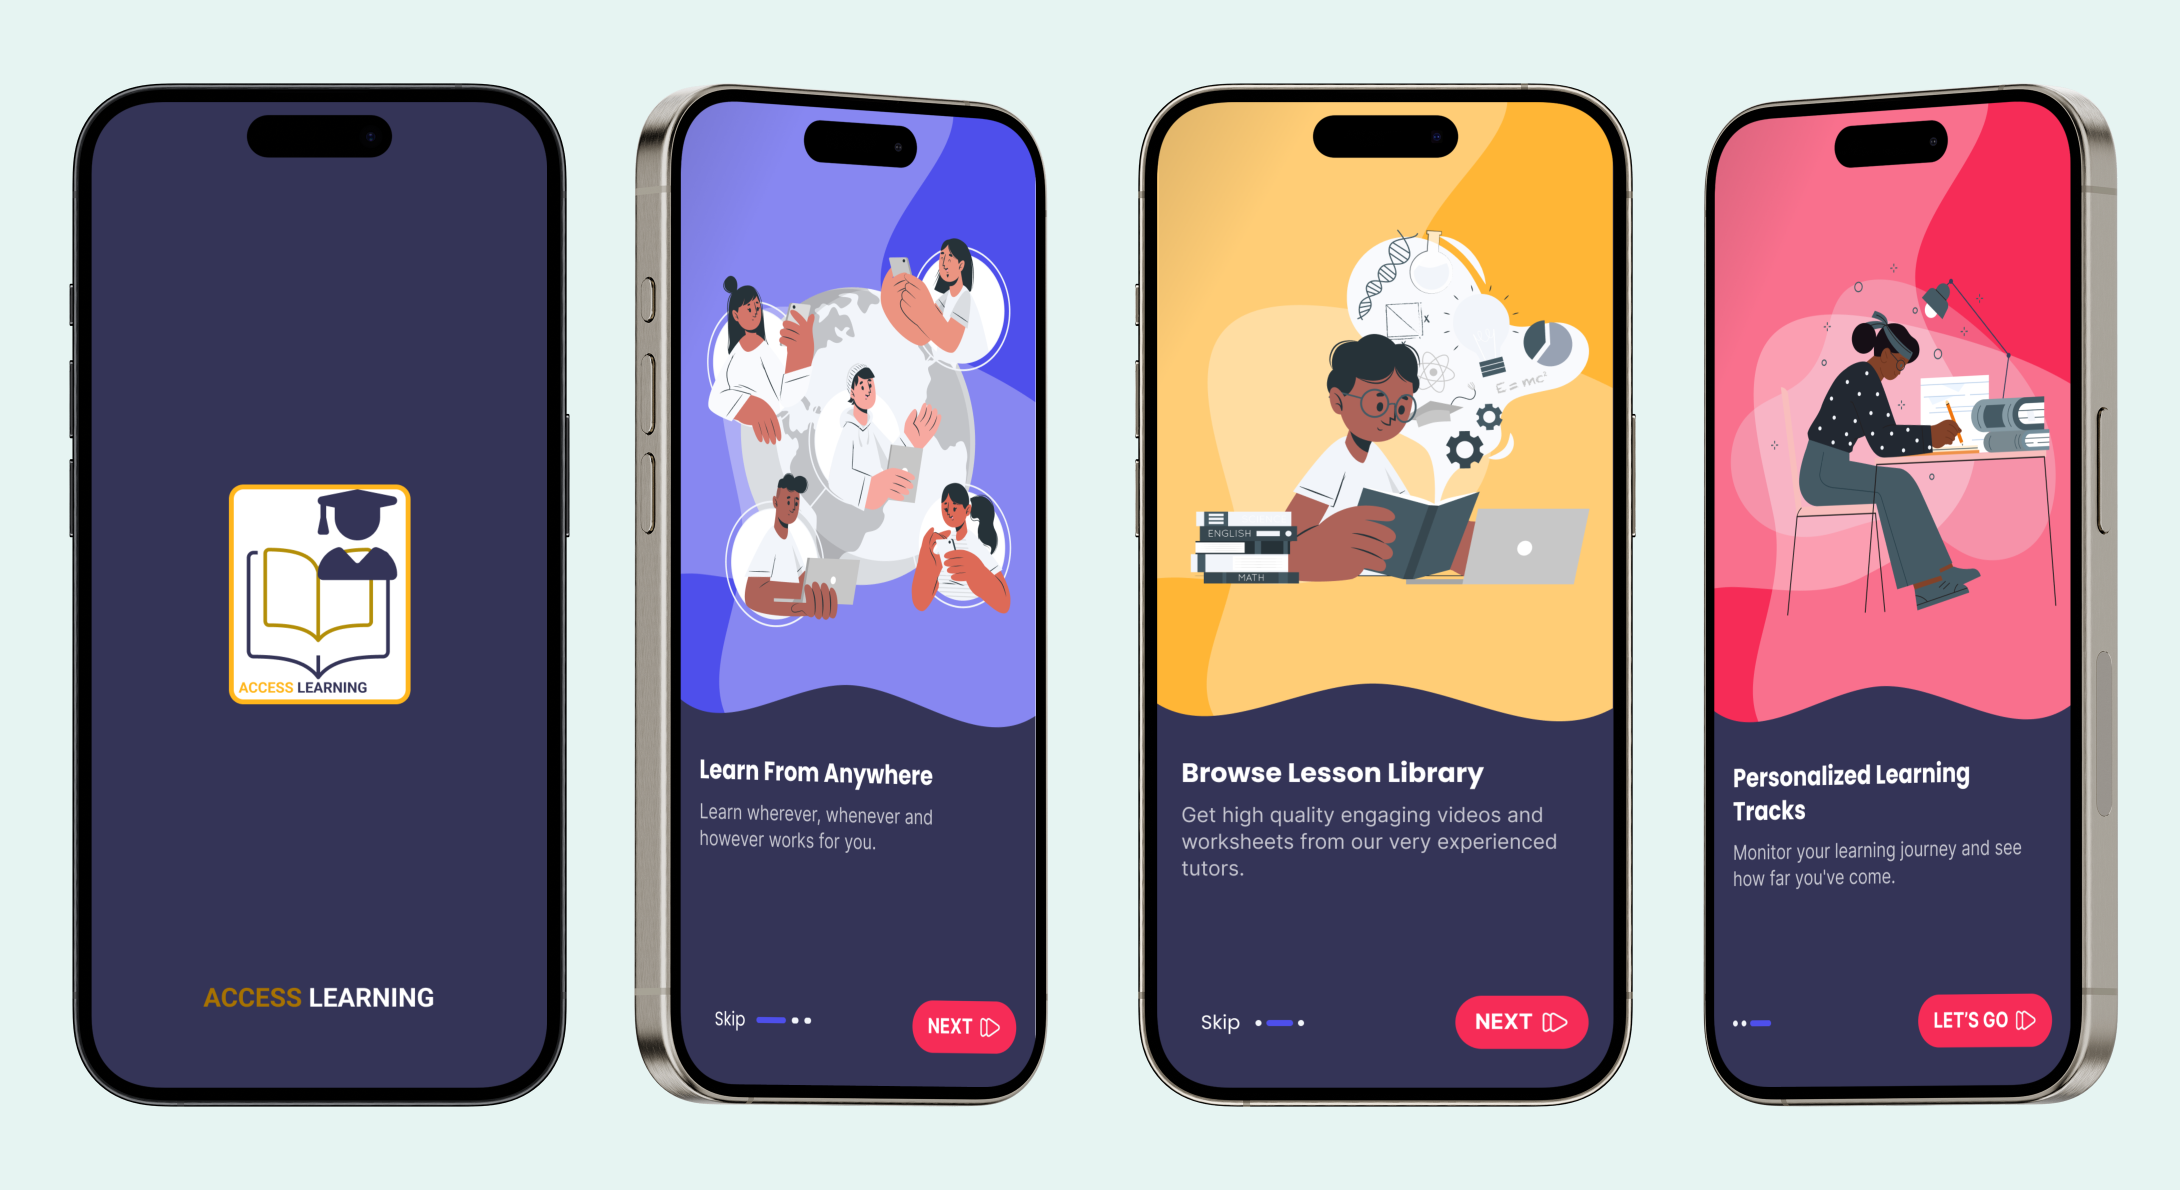 ACCESS LEARNING
ACCESS LEARNING
Learn From Anywhere
Learn wherever, whenever and
however works for you.
Skip
NEXT
x
E = mc²
ENGLISH
MATH
Browse Lesson Library
Get high quality engaging videos and
worksheets from our very experienced
tutors.
Skip
NEXT
Personalized Learning
Tracks
Monitor your learning journey and see
how far you've come.
LET'S GO